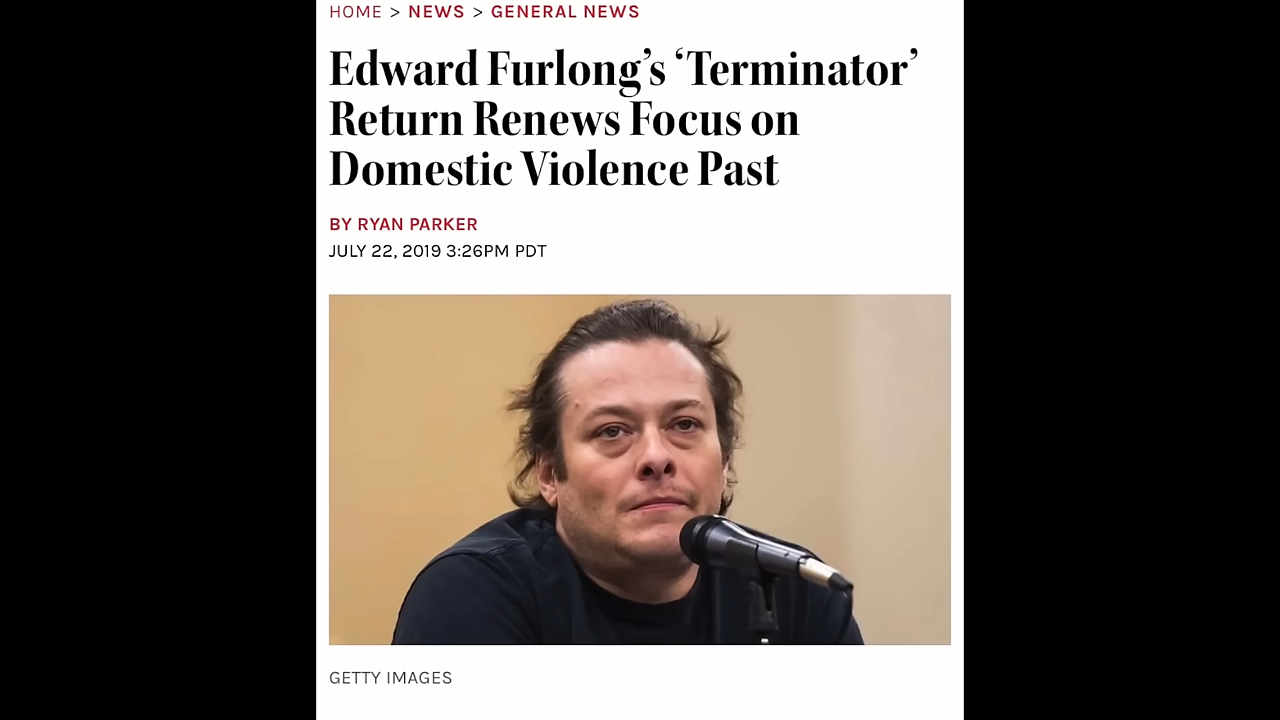 HOME > NEWS > GENERAL NEWS
Edward Furlong’s ‘Terminator’
Return Renews Focus on
Domestic Violence Past
BY RYAN PARKER
JULY 22, 2019 3:26PM PDT
GETTY IMAGES